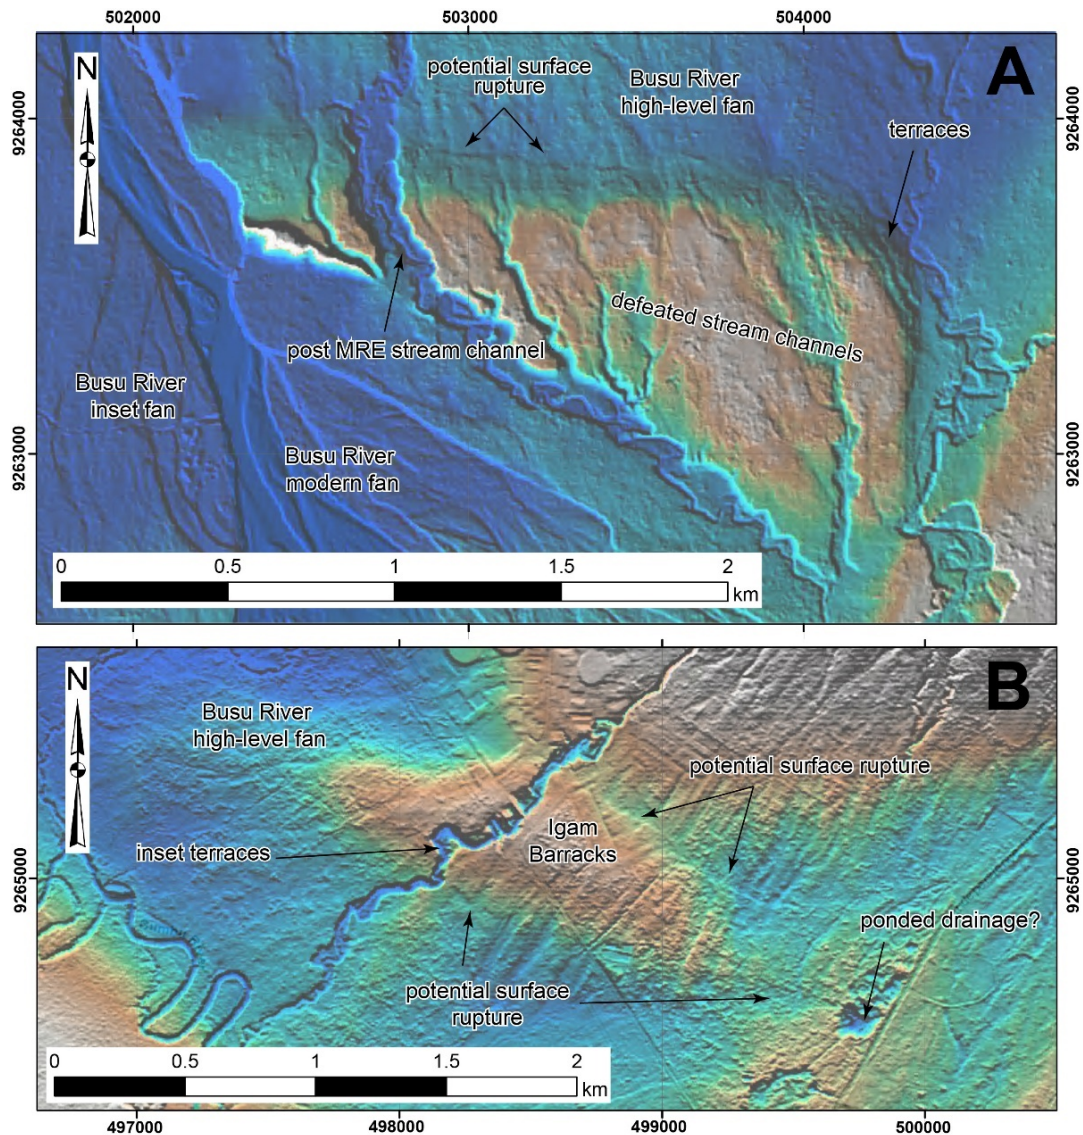 502000 503000 504000
A
N
potential surface
rupture
Busu River
high-level fan
terraces
9264000
9264000
defeated stream channels
post MRE stream channel
Busu River
inset fan
Busu River
modern fan
9263000
9263000
0 0.5 1 1.5 2
km
B
N
Busu River
high-level fan
potential surface rupture
Igam
Barracks
inset terraces
9265000
9265000
ponded drainage?
potential surface
rupture
0 0.5 1 1.5 2
km
497000 498000 499000 500000